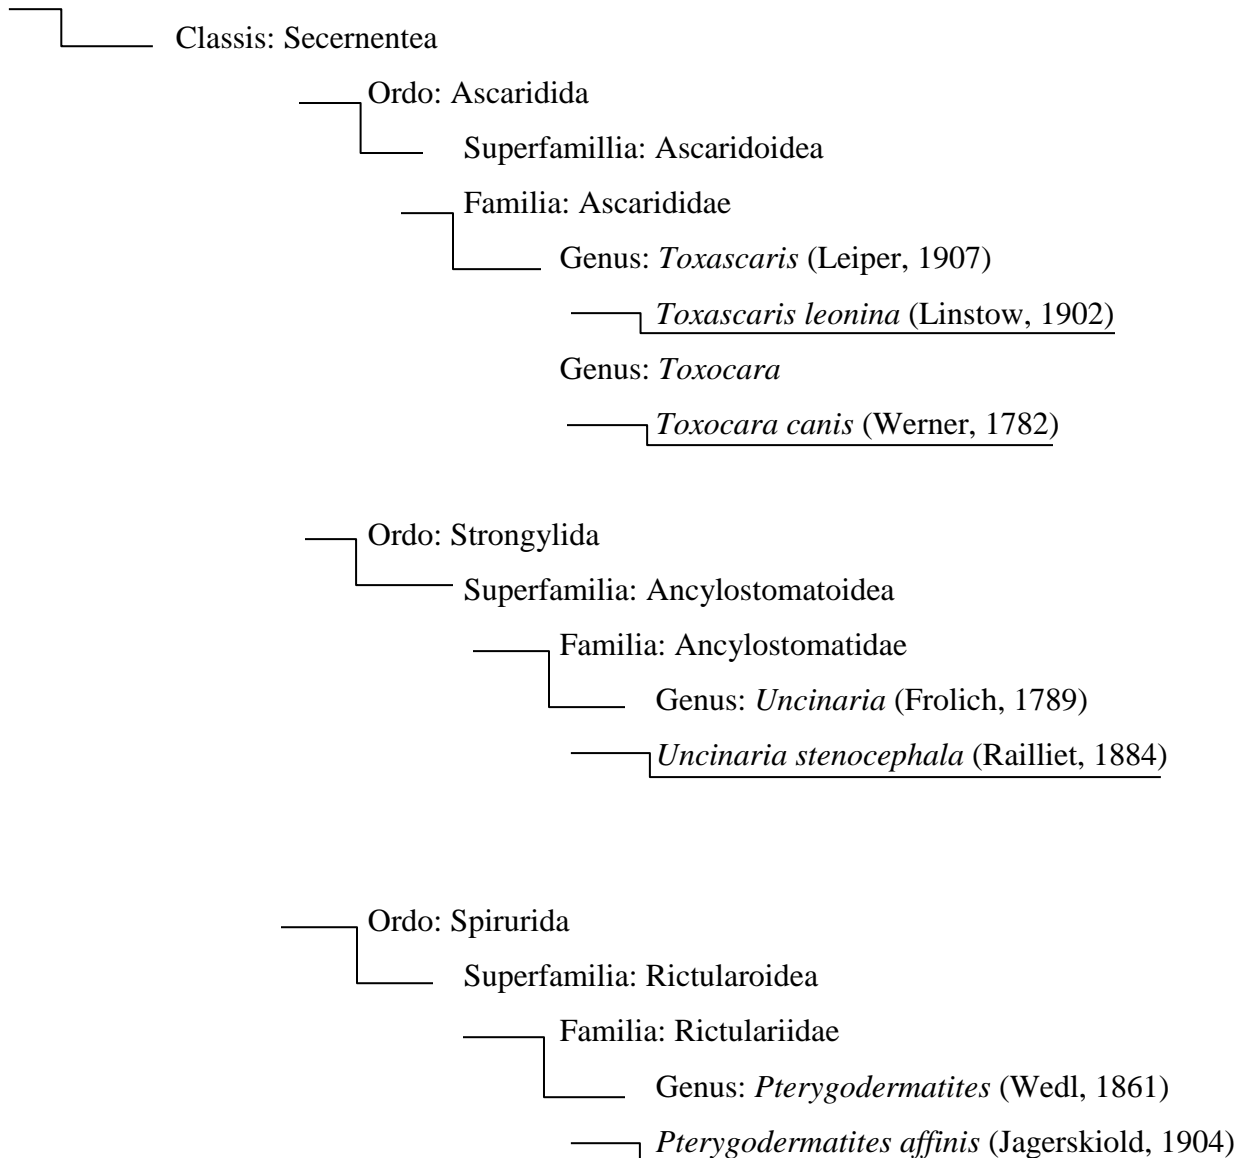 Classis: Secernentea
Ordo: Ascaridida
Superfamillia: Ascaridoidea
Familia: Ascarididae
Genus: Toxascaris (Leiper, 1907)
Toxascaris leonina (Linstow, 1902)
Genus: Toxocara
Toxocara canis (Werner, 1782)
Ordo: Strongylida
Superfamilia: Ancylostomatoidea
Familia: Ancylostomatidae
Genus: Uncinaria (Frolich, 1789)
Uncinaria stenocephala (Railliet, 1884)
Ordo: Spirurida
Superfamilia: Rictularoidea
Familia: Rictulariidae
Genus: Pterygodermatites (Wedl, 1861)
Pterygodermatites affinis (Jagerskiold, 1904)